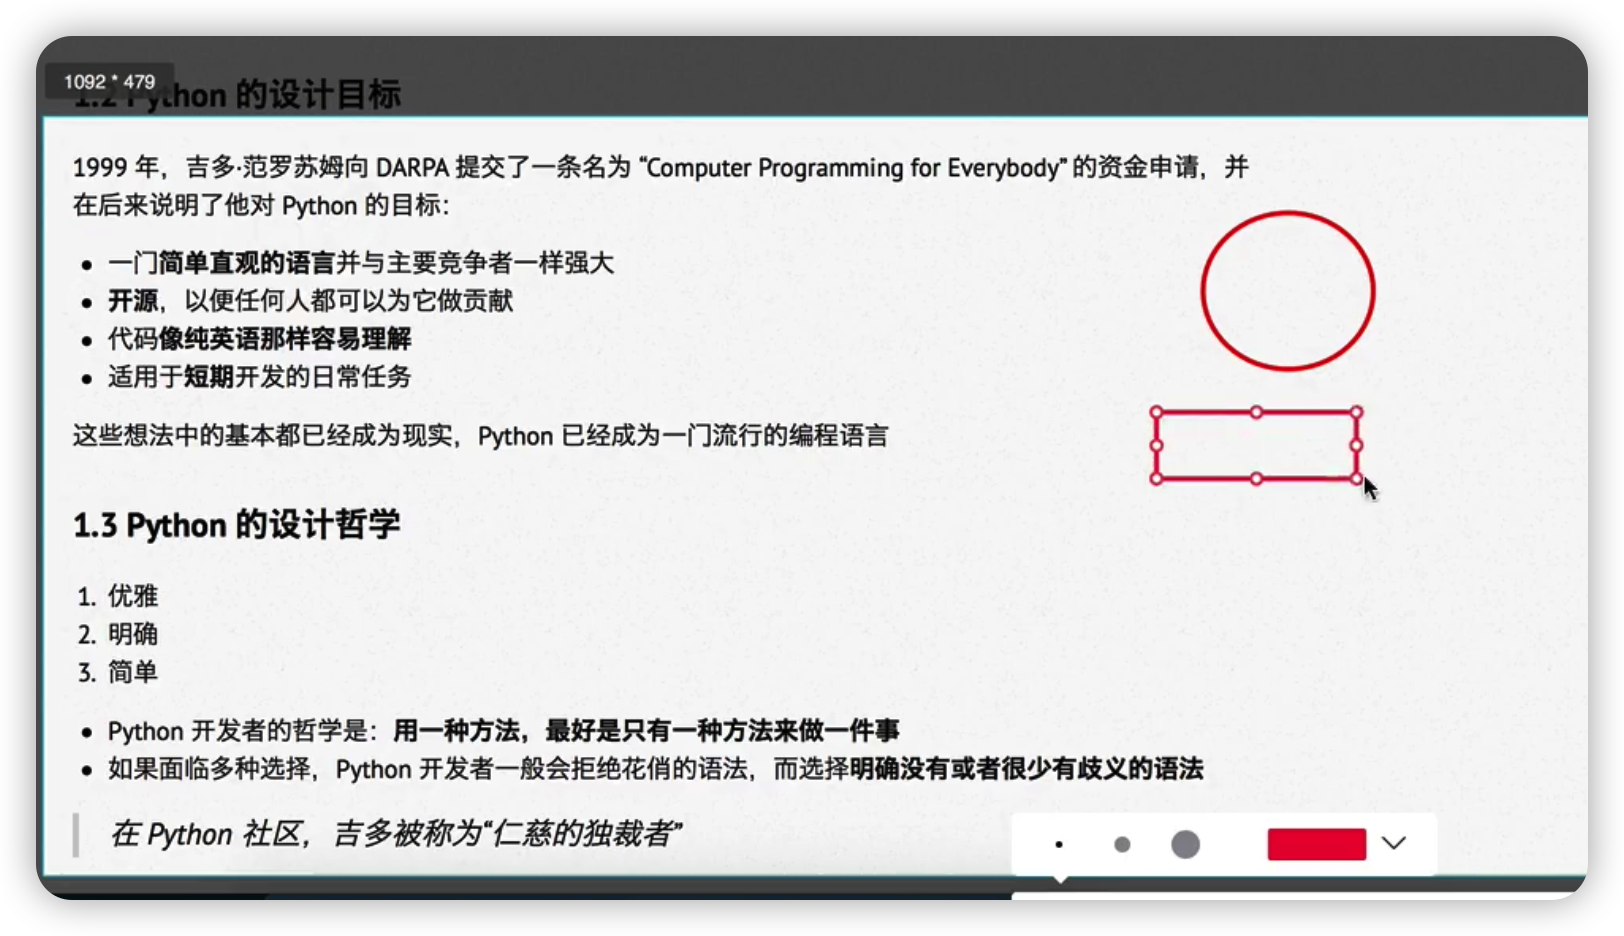 1092 * 479
1.2 Python 的设计目标
1999 年，吉多·范罗苏姆向 DARPA 提交了一条名为 “Computer Programming for Everybody” 的资金申请，并
在后来说明了他对 Python 的目标：
• 一门简单直观的语言并与主要竞争者一样强大
• 开源，以便任何人都可以为它做贡献
• 代码像纯英语那样容易理解
• 适用于短期开发的日常任务
这些想法中的基本都已经成为现实，Python 已经成为一门流行的编程语言
1.3 Python 的设计哲学
1. 优雅
2. 明确
3. 简单
• Python 开发者的哲学是：用一种方法，最好是只有一种方法来做一件事
• 如果面临多种选择，Python 开发者一般会拒绝花俏的语法，而选择明确没有或者很少有歧义的语法
在 Python 社区，吉多被称为“仁慈的独裁者”